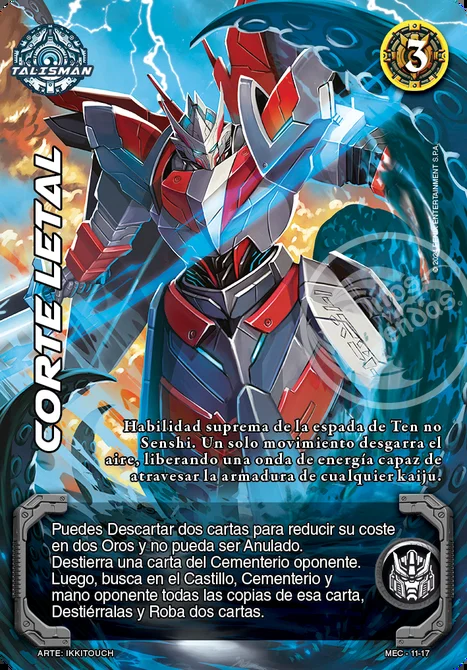 TALISMAN
3
CORTE LETAL
Habilidad suprema de la espada de Ten no
Senshi. Un solo movimiento desgarra el
aire, liberando una onda de energía capaz de
atravesar la armadura de cualquier kaiju.
Puedes Descartar dos cartas para reducir su coste
en dos Oros y no pueda ser Anulado.
Destierra una carta del Cementerio oponente.
Luego, busca en el Castillo, Cementerio y
mano oponente todas las copias de esa carta,
Destiérralas y Roba dos cartas.
ARTE: IKKITOUCH
MEC - 11-17
ENTERTAINMENT S.P.A.